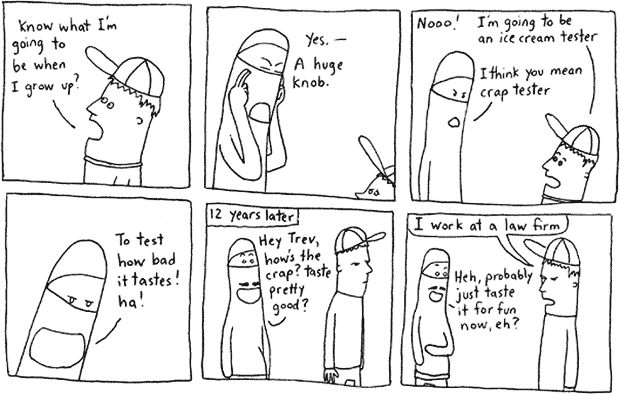 Know what I'm
going to
be when
I grow up?
Yes. —
A huge
knob.
Nooo!
I'm going to be
an ice cream tester
I think you mean
crap tester
To test
how bad
it tastes!
ha!
12 years later
Hey Trev,
how's the
crap? taste
pretty
good?
I work at a law firm
Heh, probably
just taste
it for fun
now, eh?